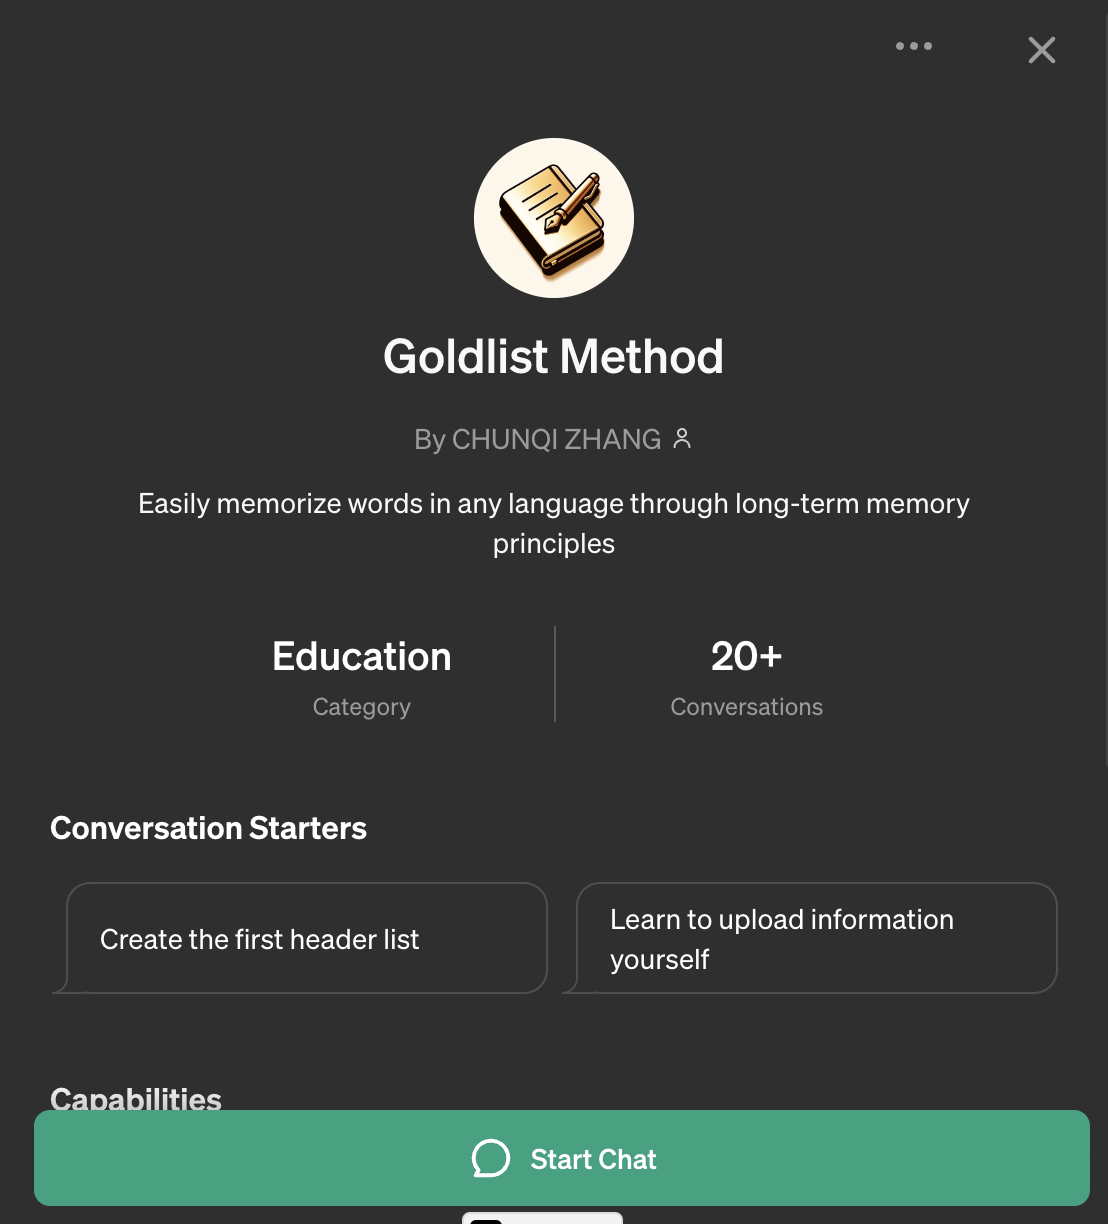 Goldlist Method
By CHUNQI ZHANG
Easily memorize words in any language through long-term memory
principles
Education
Category
20+
Conversations
Conversation Starters
Create the first header list
Learn to upload information
yourself
Capabilities
Start Chat